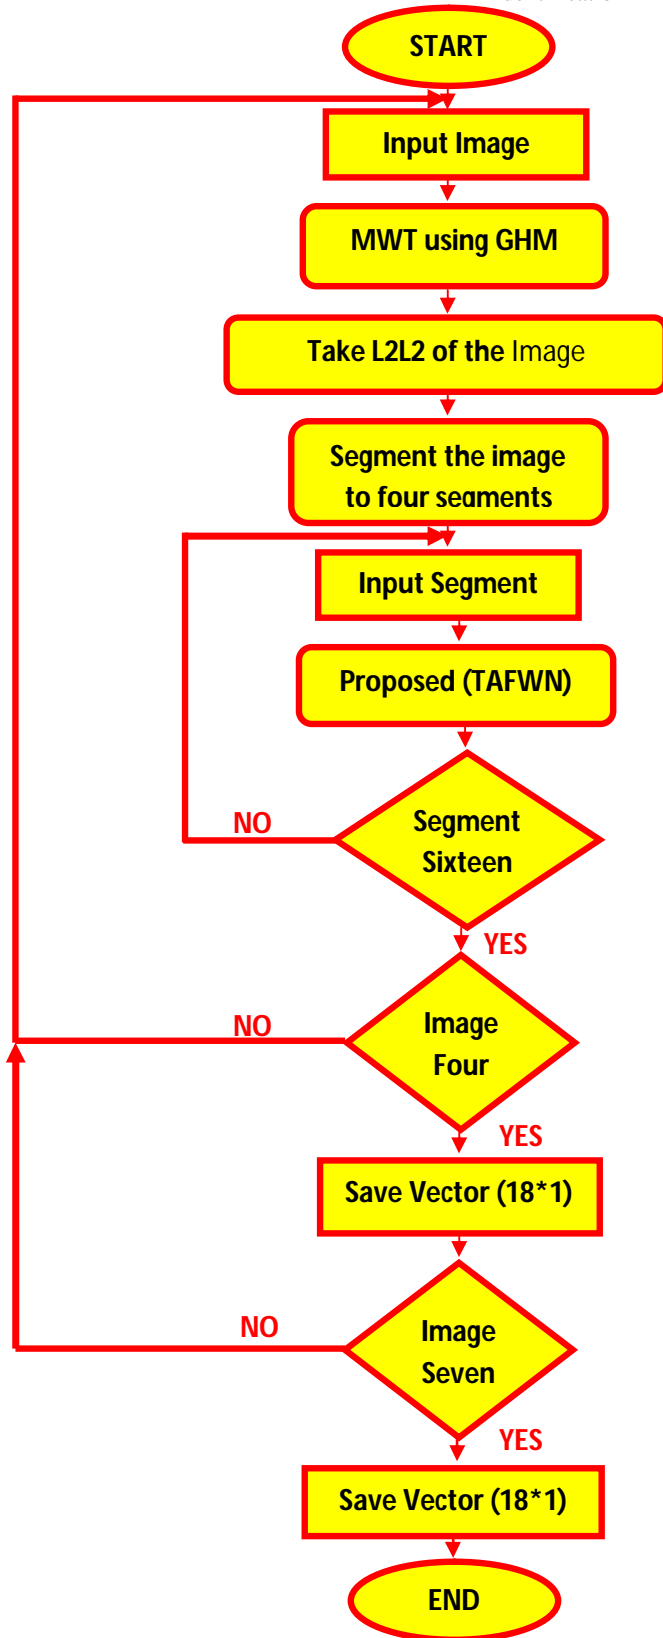 START
Input Image
MWT using GHM
Take L2L2 of the Image
Segment the image
to four segments
Input Segment
Proposed (TAFWN)
NO
Segment
Sixteen
YES
NO
Image
Four
YES
Save Vector (18*1)
NO
Image
Seven
YES
Save Vector (18*1)
END